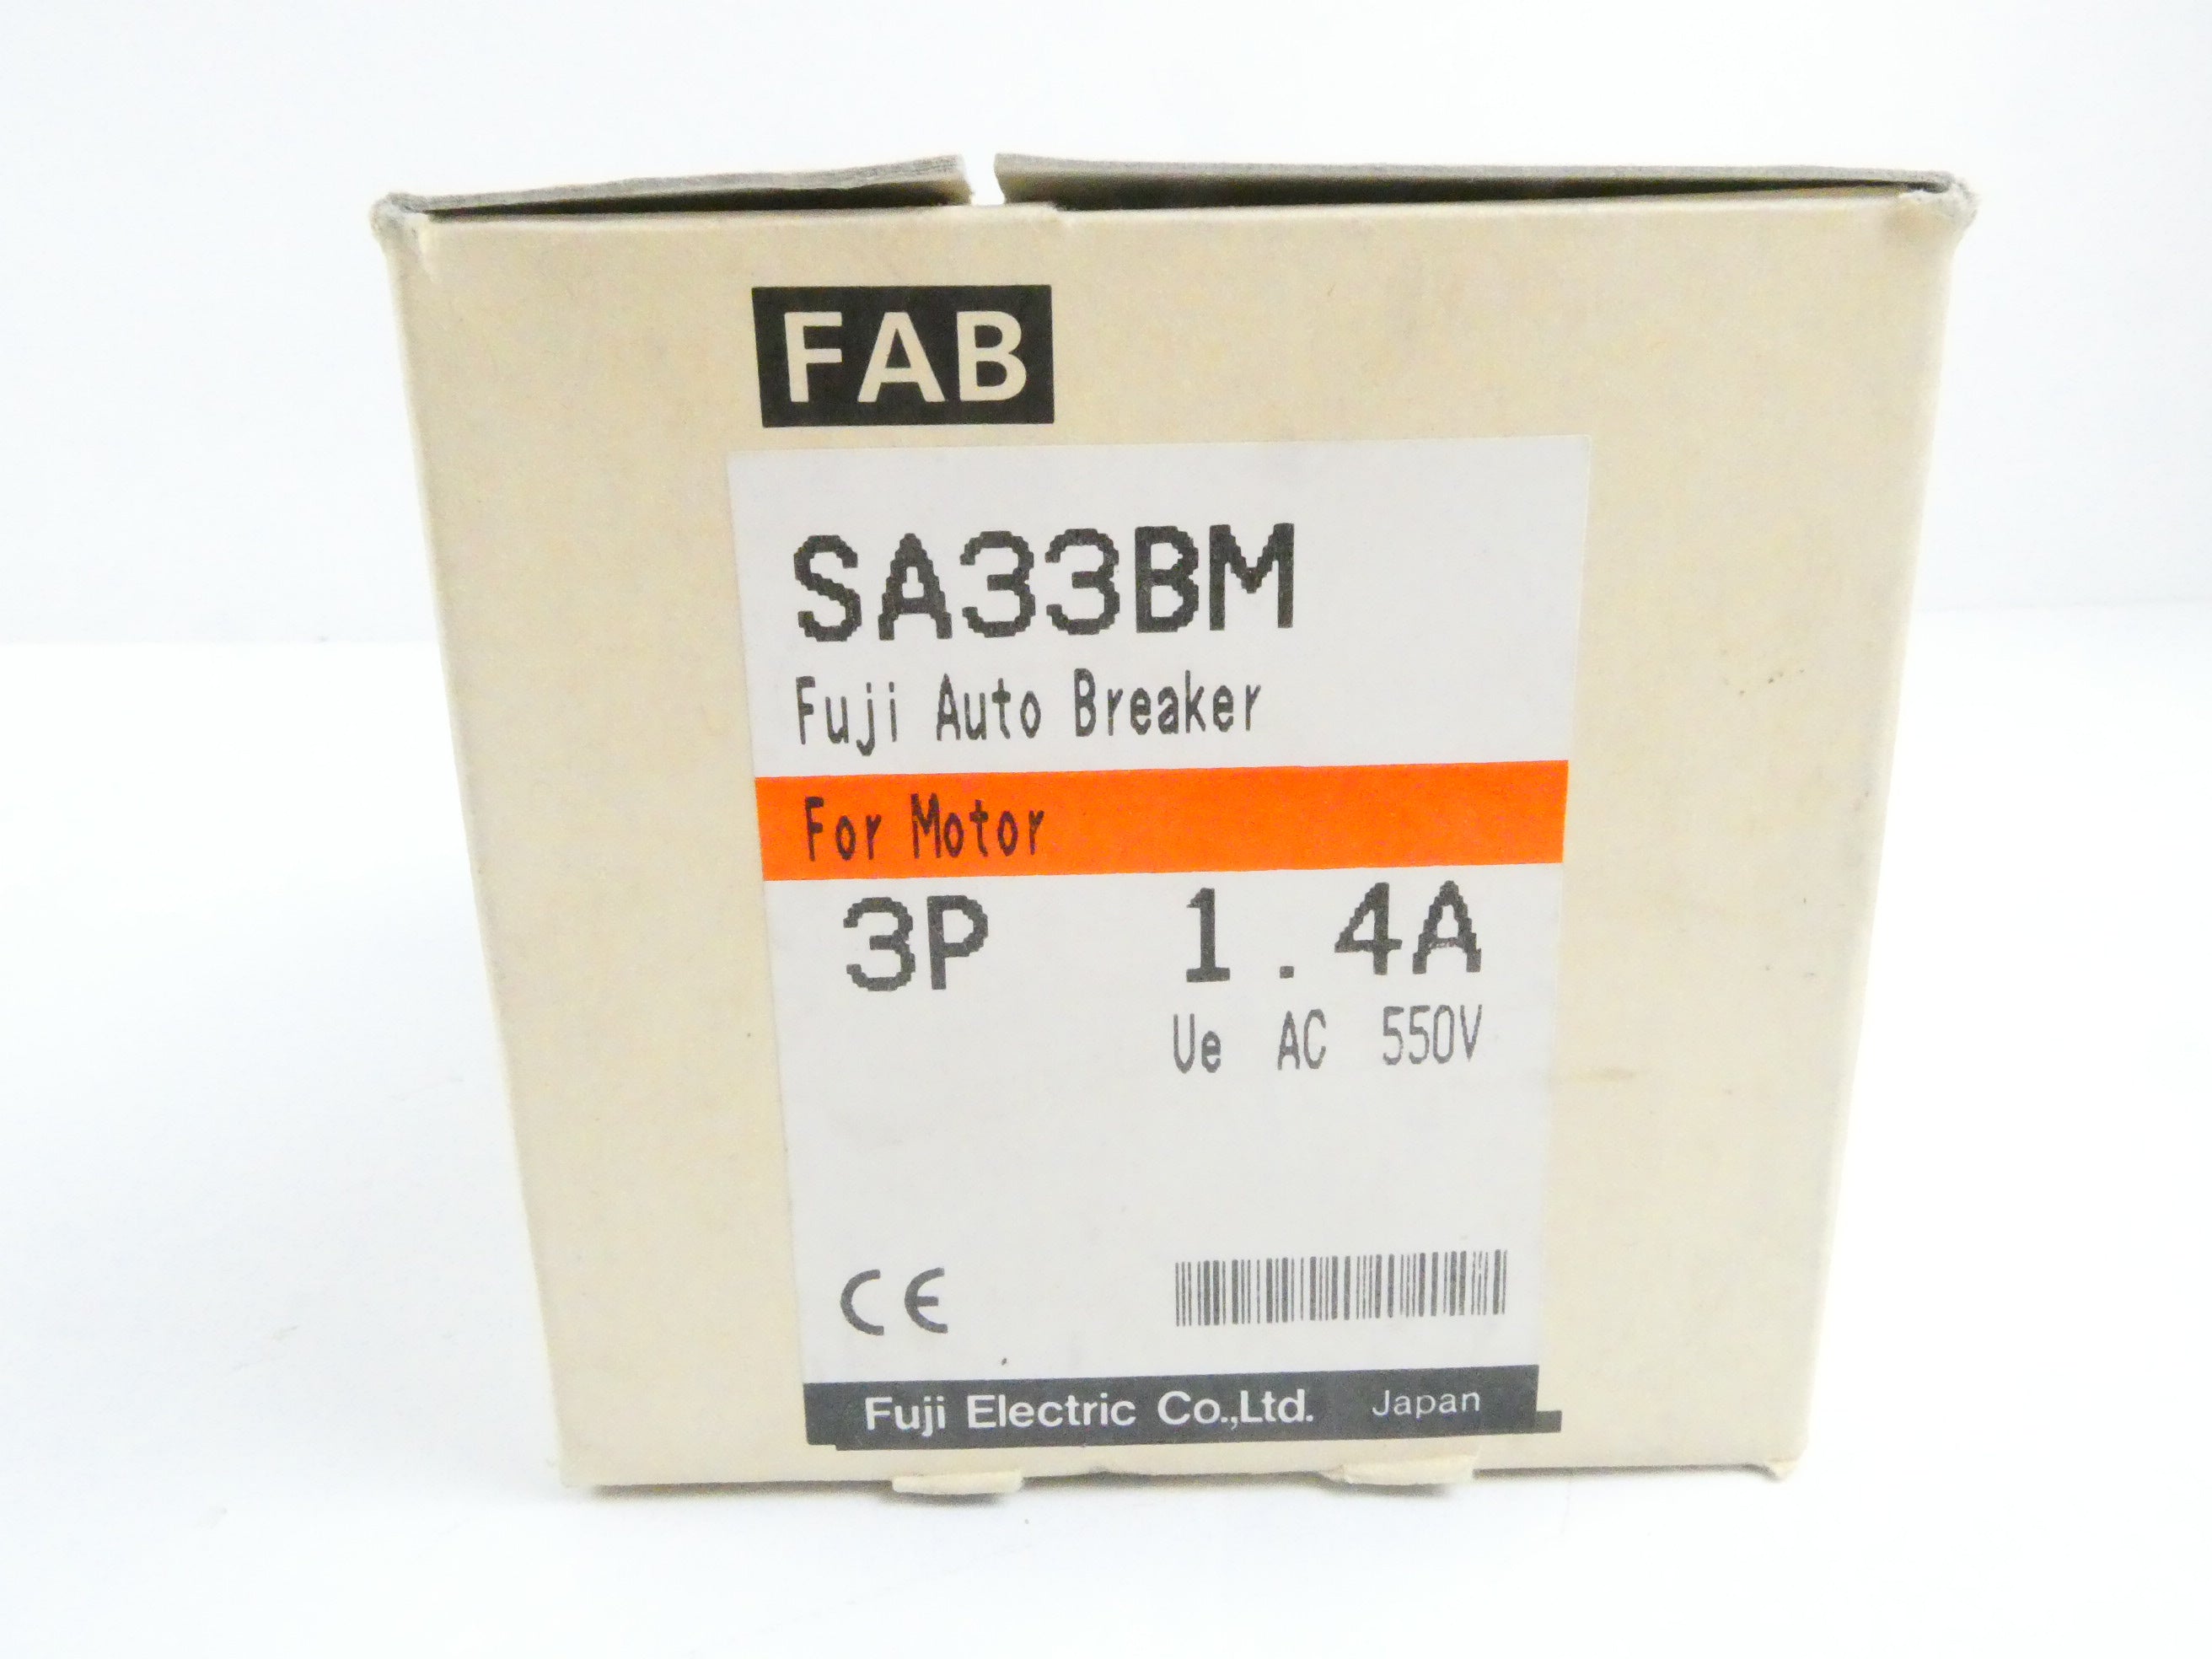 FAB
SA33BM
Fuji Auto Breaker
For Motor
3P 1.4A
Ue AC 550V
CE
Fuji Electric Co.,Ltd. Japan